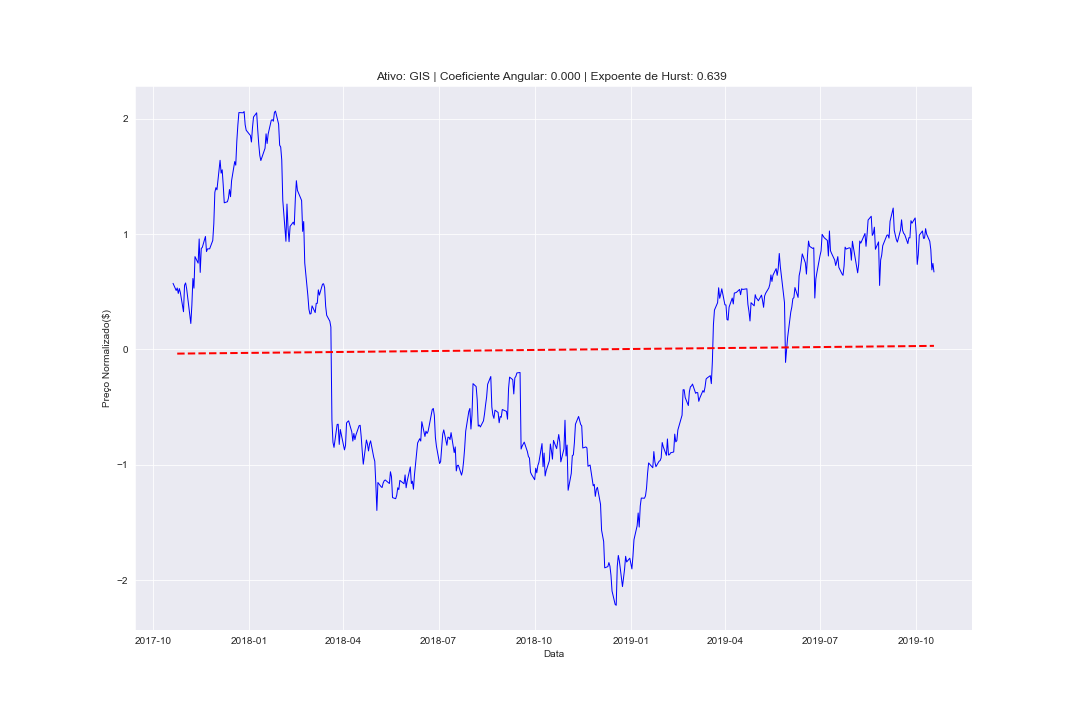 Ativo: GIS | Coeficiente Angular: 0.000 | Expoente de Hurst: 0.639
Preço Normalizado($)
2
1
0
−1
−2
2017-10 2018-01 2018-04 2018-07 2018-10 2019-01 2019-04 2019-07 2019-10
Data